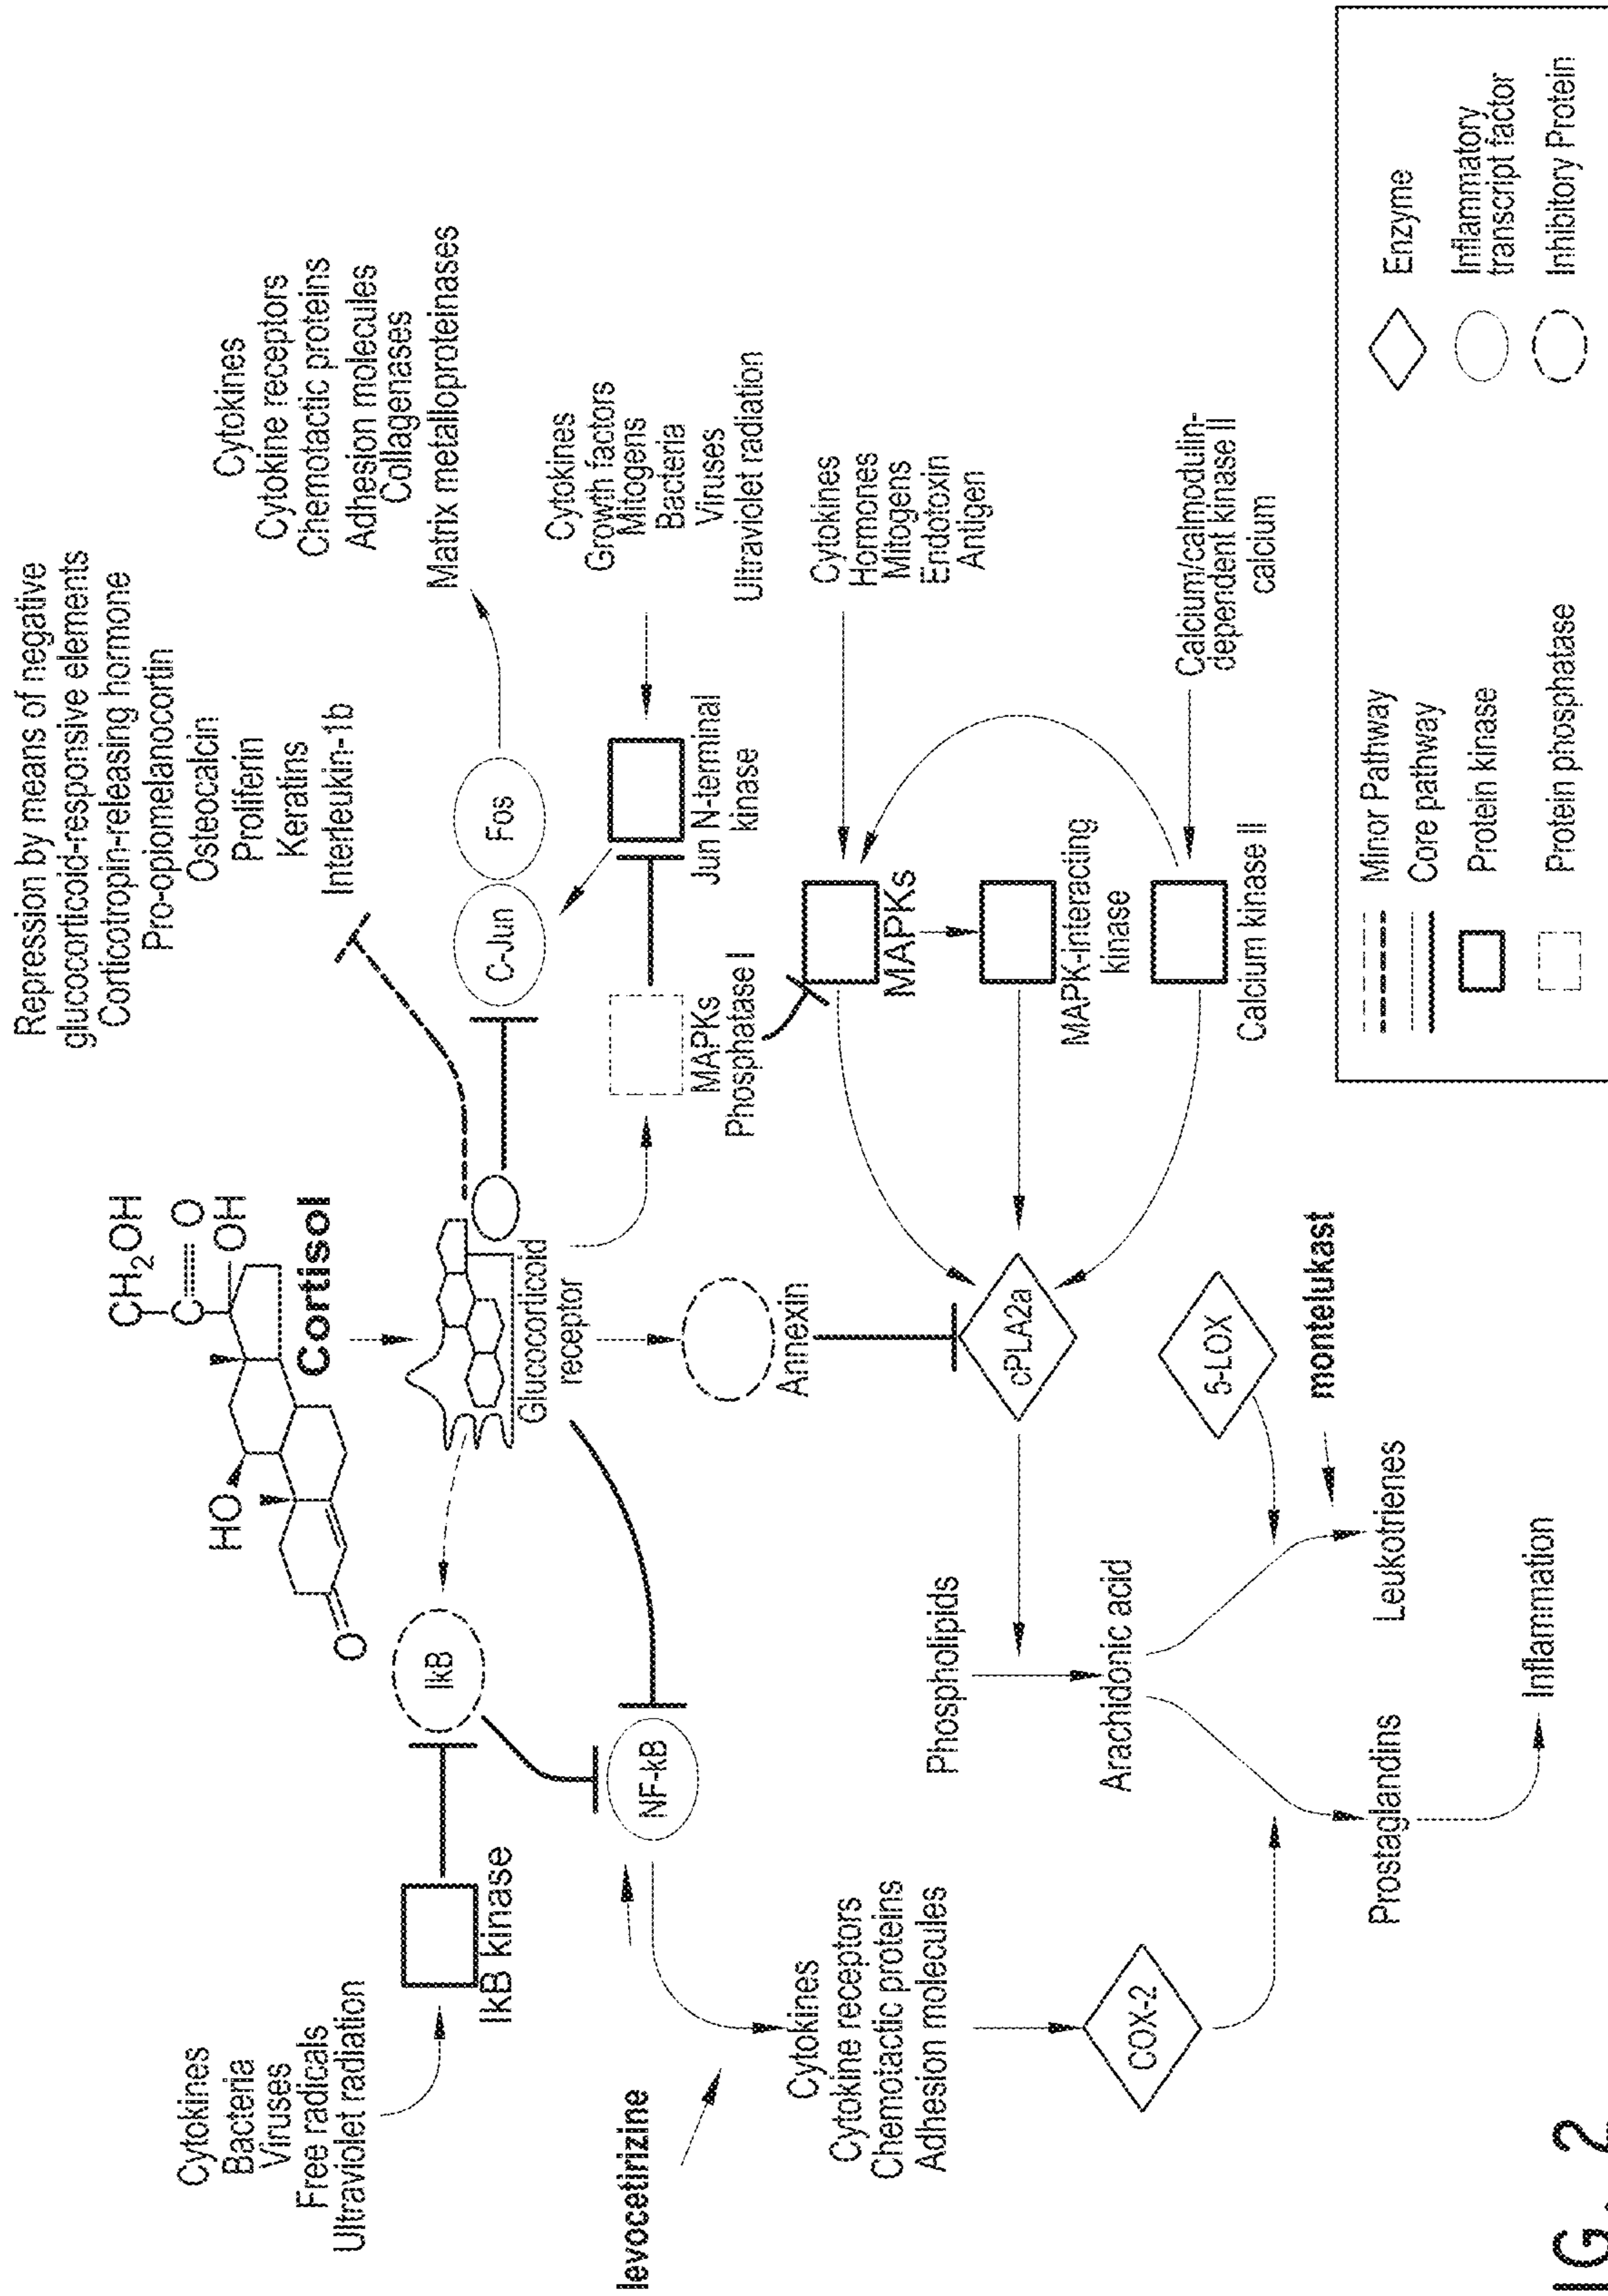 Repression by means of negative
glucocorticoid-responsive elements
Corticotropin-releasing hormone
Pro-opiomelanocortin
Osteocalcin
Proliferin
Keratins
Interleukin-1b
CH2OH
C
O
OH
HO
O
Cortisol
Cytokines
Bacteria
Viruses
Free radicals
Ultraviolet radiation
IkB kinase
IkB
Glucocorticoid
receptor
C-Jun
Fos
Cytokines
Cytokine receptors
Chemotactic proteins
Adhesion molecules
Collagenases
Matrix metalloproteinases
levocetirizine
NF-kB
Annexin
MAPKs
Phosphatase I
Jun N-terminal
kinase
Cytokines
Growth factors
Mitogens
Bacteria
Viruses
Ultraviolet radiation
Cytokines
Cytokine receptors
Chemotactic proteins
Adhesion molecules
COX-2
Phospholipids
Arachidonic acid
cPLA2a
MAPKs
MAPK-interacting
kinase
Calcium kinase II
Cytokines
Hormones
Mitogens
Endotoxin
Antigen
Calcium/calmodulin-
dependent kinase II
calcium
5-LOX
montelukast
Leukotrienes
Prostaglandins
Inflammation
Minor Pathway
Core pathway
Protein kinase
Protein phosphatase
Enzyme
Inflammatory
transcript factor
Inhibitory Protein
IG. 2